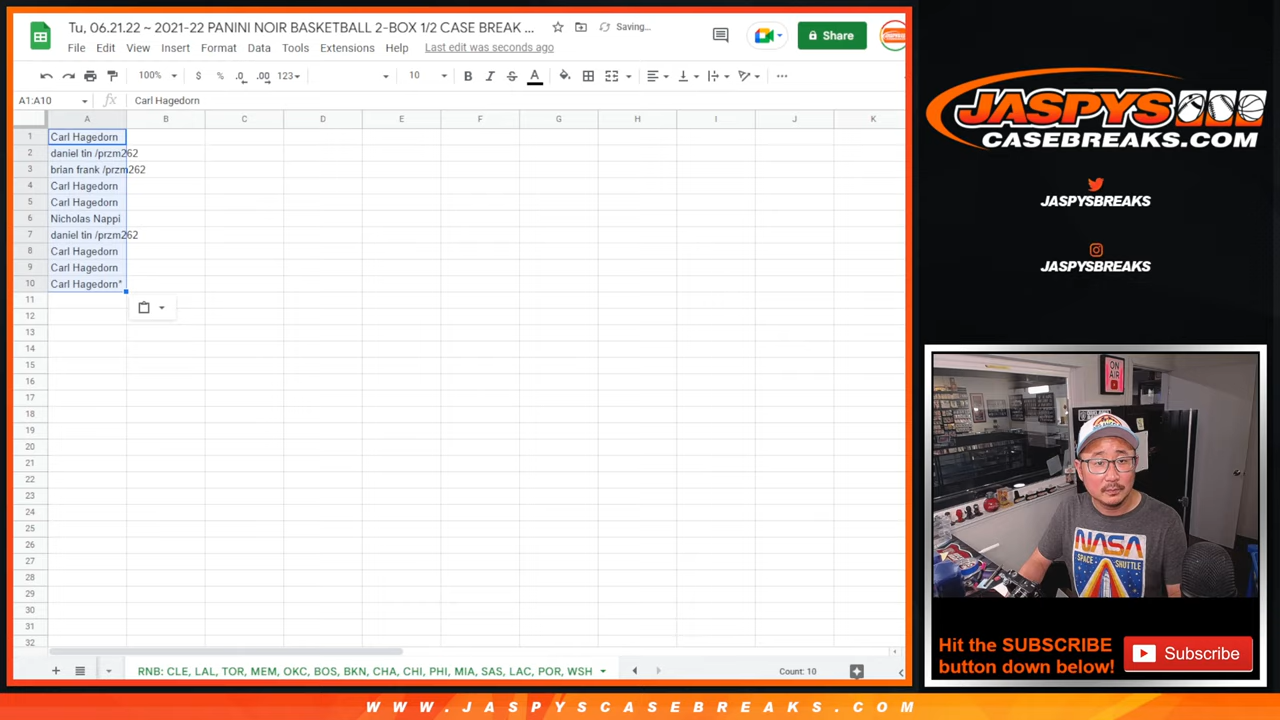 Tu, 06.21.22 ~ 2021-22 PANINI NOIR BASKETBALL 2-BOX 1/2 CASE BREAK ...
Saving...
Share
File Edit View Insert Format Data Tools Extensions Help Last edit was seconds ago
100% $ % .0 .00 123 10 B I S A
A1:A10 fx Carl Hagedorn
A B C D E F G H I J K
1 Carl Hagedorn
2 daniel tin /przm262
3 brian frank /przm262
4 Carl Hagedorn
5 Carl Hagedorn
6 Nicholas Nappi
7 daniel tin /przm262
8 Carl Hagedorn
9 Carl Hagedorn
10 Carl Hagedorn*
11
12
13
14
15
16
17
18
19
20
21
22
23
24
25
26
27
28
29
30
31
32
RNB: CLE, LAL, TOR, MEM, OKC, BOS, BKN, CHA, CHI, PHI, MIA, SAS, LAC, POR, WSH
Count: 10
JASPYS
CASEBREAKS.COM
JASPYSBREAKS
JASPYSBREAKS
ON
AIR
NASA
SPACE SHUTTLE
Hit the SUBSCRIBE
button down below!
Subscribe
WWW.JASPYSCASEBREAKS.COM